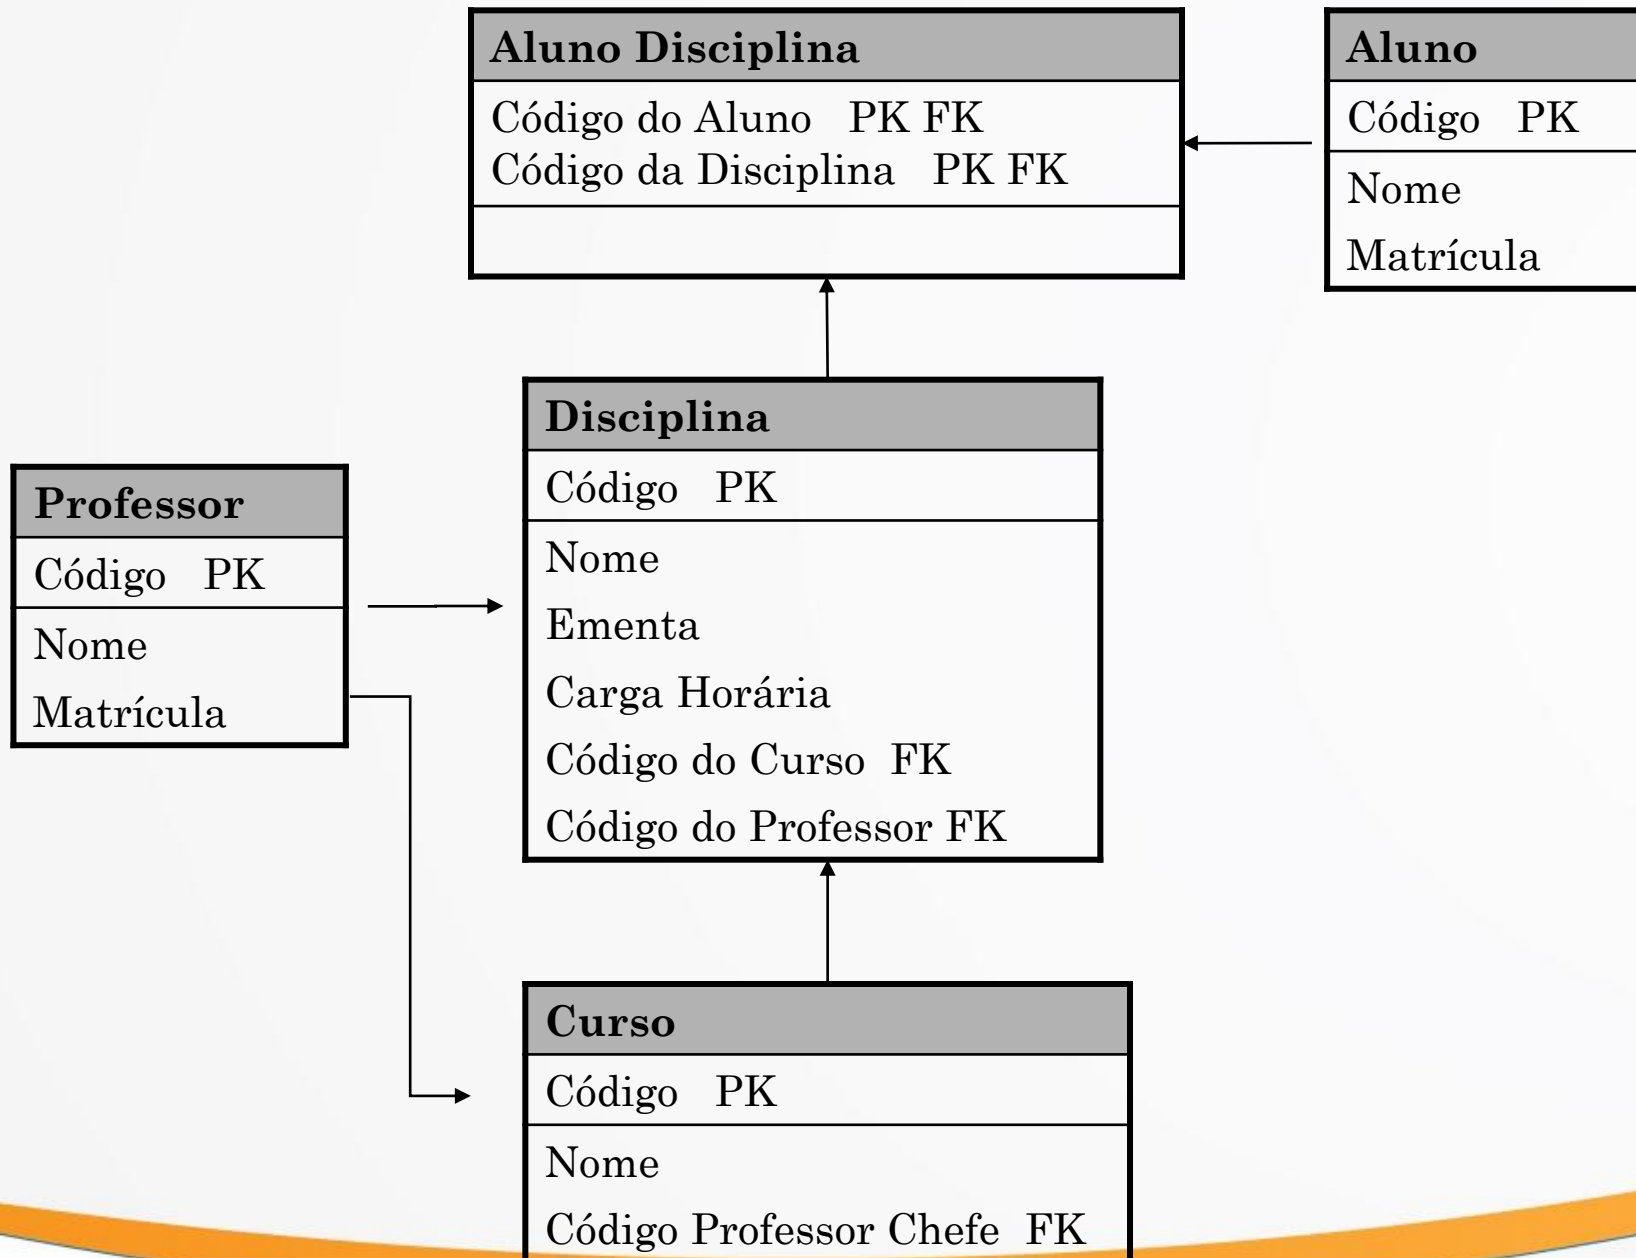 Aluno Disciplina
Código do Aluno PK FK
Código da Disciplina PK FK
Aluno
Código PK
Nome
Matrícula
Disciplina
Código PK
Nome
Ementa
Carga Horária
Código do Curso FK
Código do Professor FK
Professor
Código PK
Nome
Matrícula
Curso
Código PK
Nome
Código Professor Chefe FK